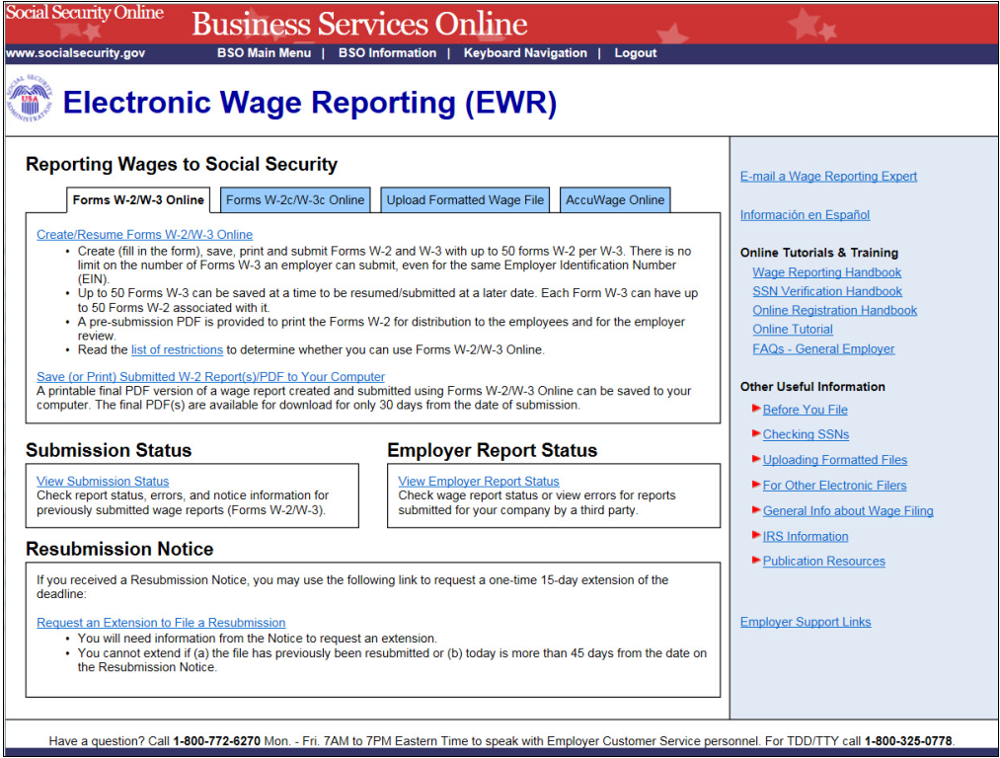 Social Security Online
Business Services Online
www.socialsecurity.gov
BSO Main Menu | BSO Information | Keyboard Navigation | Logout
USA
Electronic Wage Reporting (EWR)
Reporting Wages to Social Security
Forms W-2/W-3 Online
Forms W-2c/W-3c Online
Upload Formatted Wage File
AccuWage Online
Create/Resume Forms W-2/W-3 Online
• Create (fill in the form), save, print and submit Forms W-2 and W-3 with up to 50 forms W-2 per W-3. There is no
limit on the number of Forms W-3 an employer can submit, even for the same Employer Identification Number
(EIN).
• Up to 50 Forms W-3 can be saved at a time to be resumed/submitted at a later date. Each Form W-3 can have up
to 50 Forms W-2 associated with it.
• A pre-submission PDF is provided to print the Forms W-2 for distribution to the employees and for the employer
review.
• Read the list of restrictions to determine whether you can use Forms W-2/W-3 Online.
Save (or Print) Submitted W-2 Report(s)/PDF to Your Computer
A printable final PDF version of a wage report created and submitted using Forms W-2/W-3 Online can be saved to your
computer. The final PDF(s) are available for download for only 30 days from the date of submission.
Submission Status
View Submission Status
Check report status, errors, and notice information for
previously submitted wage reports (Forms W-2/W-3).
Employer Report Status
View Employer Report Status
Check wage report status or view errors for reports
submitted for your company by a third party.
Resubmission Notice
If you received a Resubmission Notice, you may use the following link to request a one-time 15-day extension of the
deadline:
Request an Extension to File a Resubmission
• You will need information from the Notice to request an extension.
• You cannot extend if (a) the file has previously been resubmitted or (b) today is more than 45 days from the date on
the Resubmission Notice.
E-mail a Wage Reporting Expert
Información en Español
Online Tutorials & Training
Wage Reporting Handbook
SSN Verification Handbook
Online Registration Handbook
Online Tutorial
FAQs - General Employer
Other Useful Information
Before You File
Checking SSNs
Uploading Formatted Files
For Other Electronic Filers
General Info about Wage Filing
IRS Information
Publication Resources
Employer Support Links
Have a question? Call 1-800-772-6270 Mon. - Fri. 7AM to 7PM Eastern Time to speak with Employer Customer Service personnel. For TDD/TTY call 1-800-325-0778.